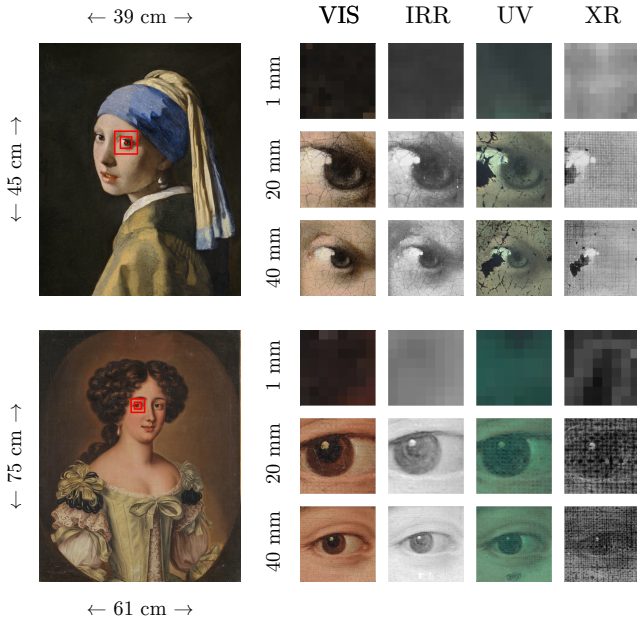 ← 39 cm →
VIS IRR UV XR
← 45 cm →
1 mm
20 mm
40 mm
← 75 cm →
1 mm
20 mm
40 mm
← 61 cm →